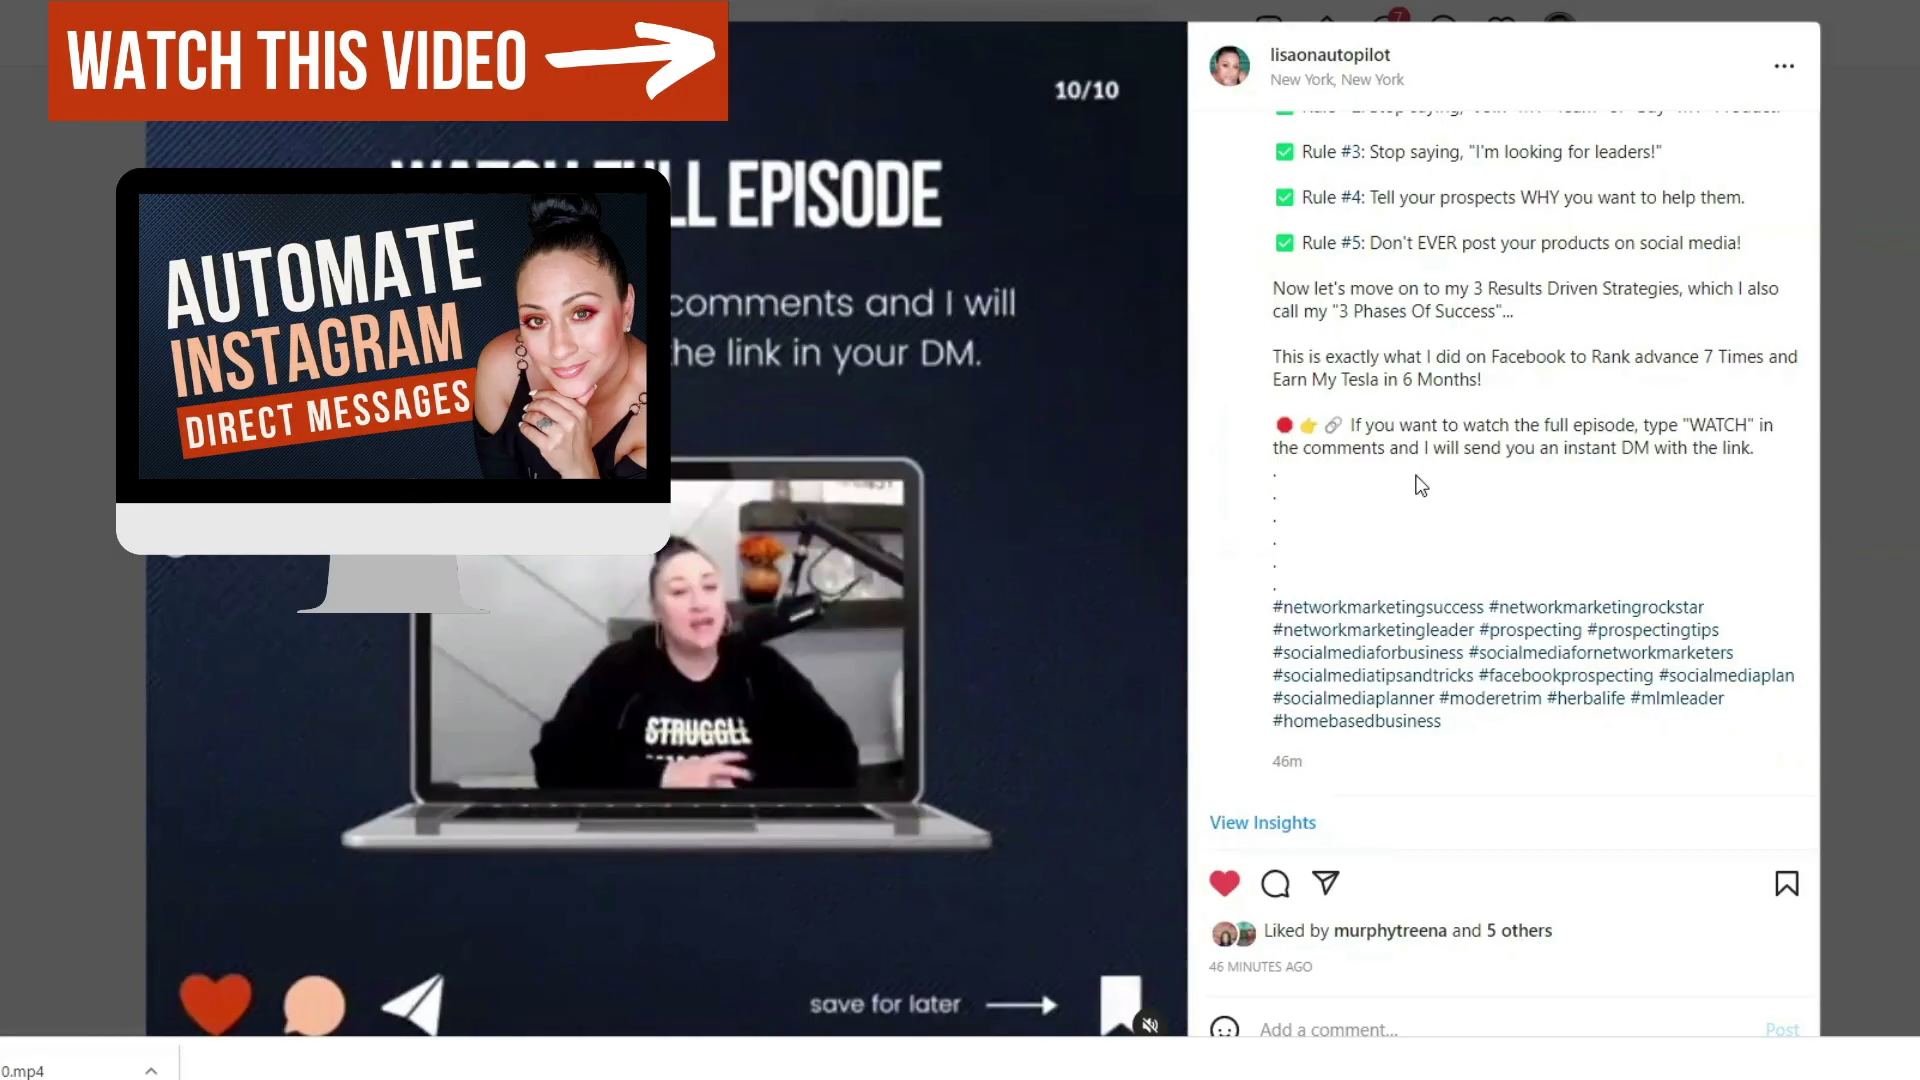 WATCH THIS VIDEO
10/10
WATCH FULL EPISODE
comments and I will
the link in your DM.
AUTOMATE
INSTAGRAM
DIRECT MESSAGES
STRUGGLE
save for later
0.mp4
7
lisaonautopilot
New York, New York
Rule #3: Stop saying, "I'm looking for leaders!"
Rule #4: Tell your prospects WHY you want to help them.
Rule #5: Don't EVER post your products on social media!
Now let's move on to my 3 Results Driven Strategies, which I also
call my "3 Phases Of Success"...
This is exactly what I did on Facebook to Rank advance 7 Times and
Earn My Tesla in 6 Months!
If you want to watch the full episode, type "WATCH" in
the comments and I will send you an instant DM with the link.
.
.
.
.
.
.
#networkmarketingsuccess #networkmarketingrockstar
#networkmarketingleader #prospecting #prospectingtips
#socialmediaforbusiness #socialmediafornetworkmarketers
#socialmediatipsandtricks #facebookprospecting #socialmediaplan
#socialmediaplanner #moderetrim #herbalife #mlmleader
#homebasedbusiness
46m
View Insights
Liked by murphytreena and 5 others
46 MINUTES AGO
Add a comment...
Post